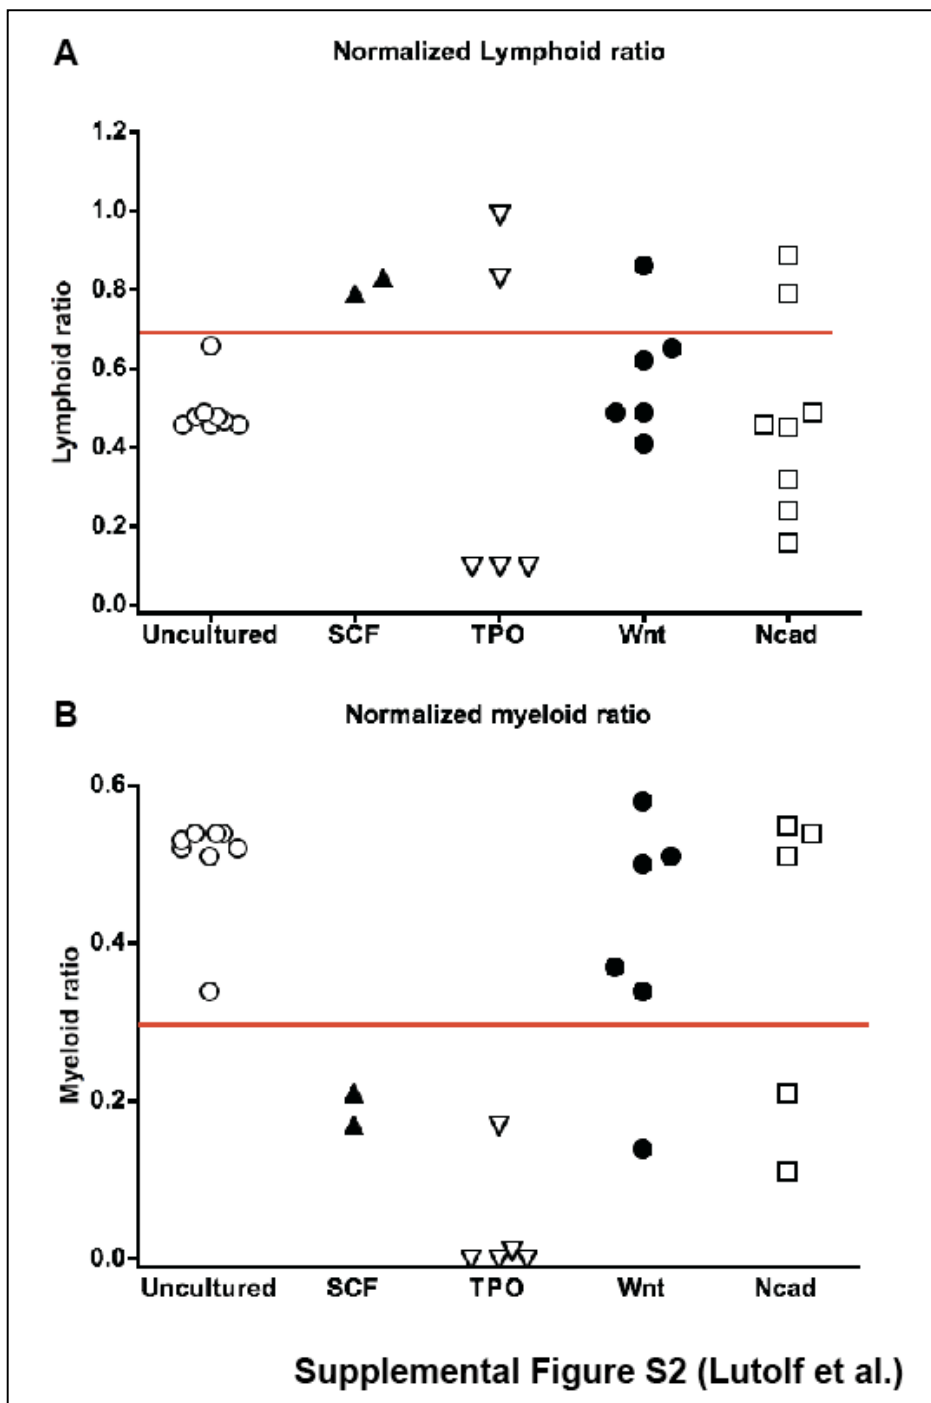 A
Normalized Lymphoid ratio
1.2
1.0
0.8
0.6
0.4
0.2
0.0
Lymphoid ratio
Uncultured SCF TPO Wnt Ncad
B
Normalized myeloid ratio
0.6
0.4
0.2
0.0
Myeloid ratio
Uncultured SCF TPO Wnt Ncad
Supplemental Figure S2 (Lutolf et al.)